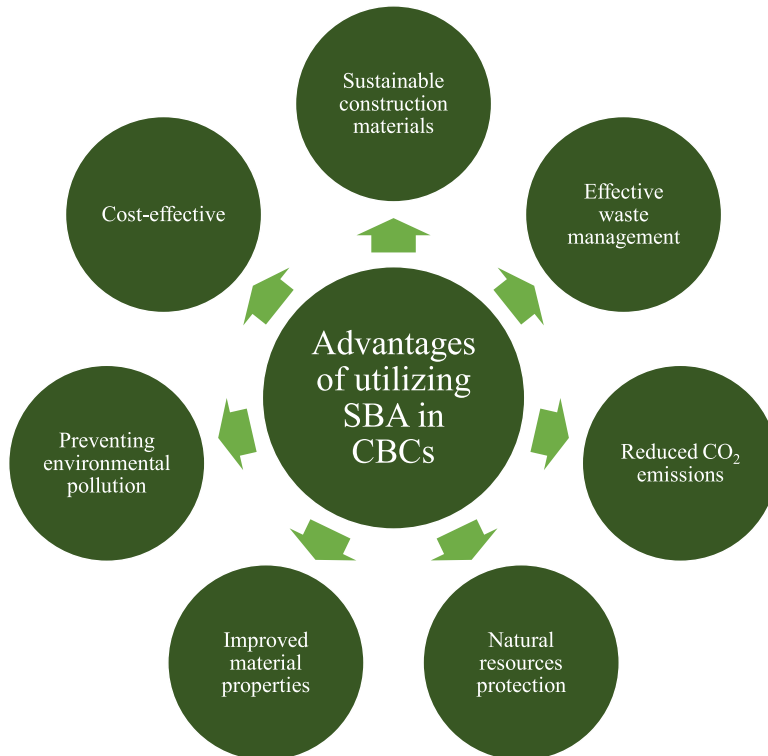 Sustainable
construction
materials
Effective
waste
management
Reduced CO₂
emissions
Natural
resources
protection
Improved
material
properties
Preventing
environmental
pollution
Cost-effective
Advantages
of utilizing
SBA in
CBCs